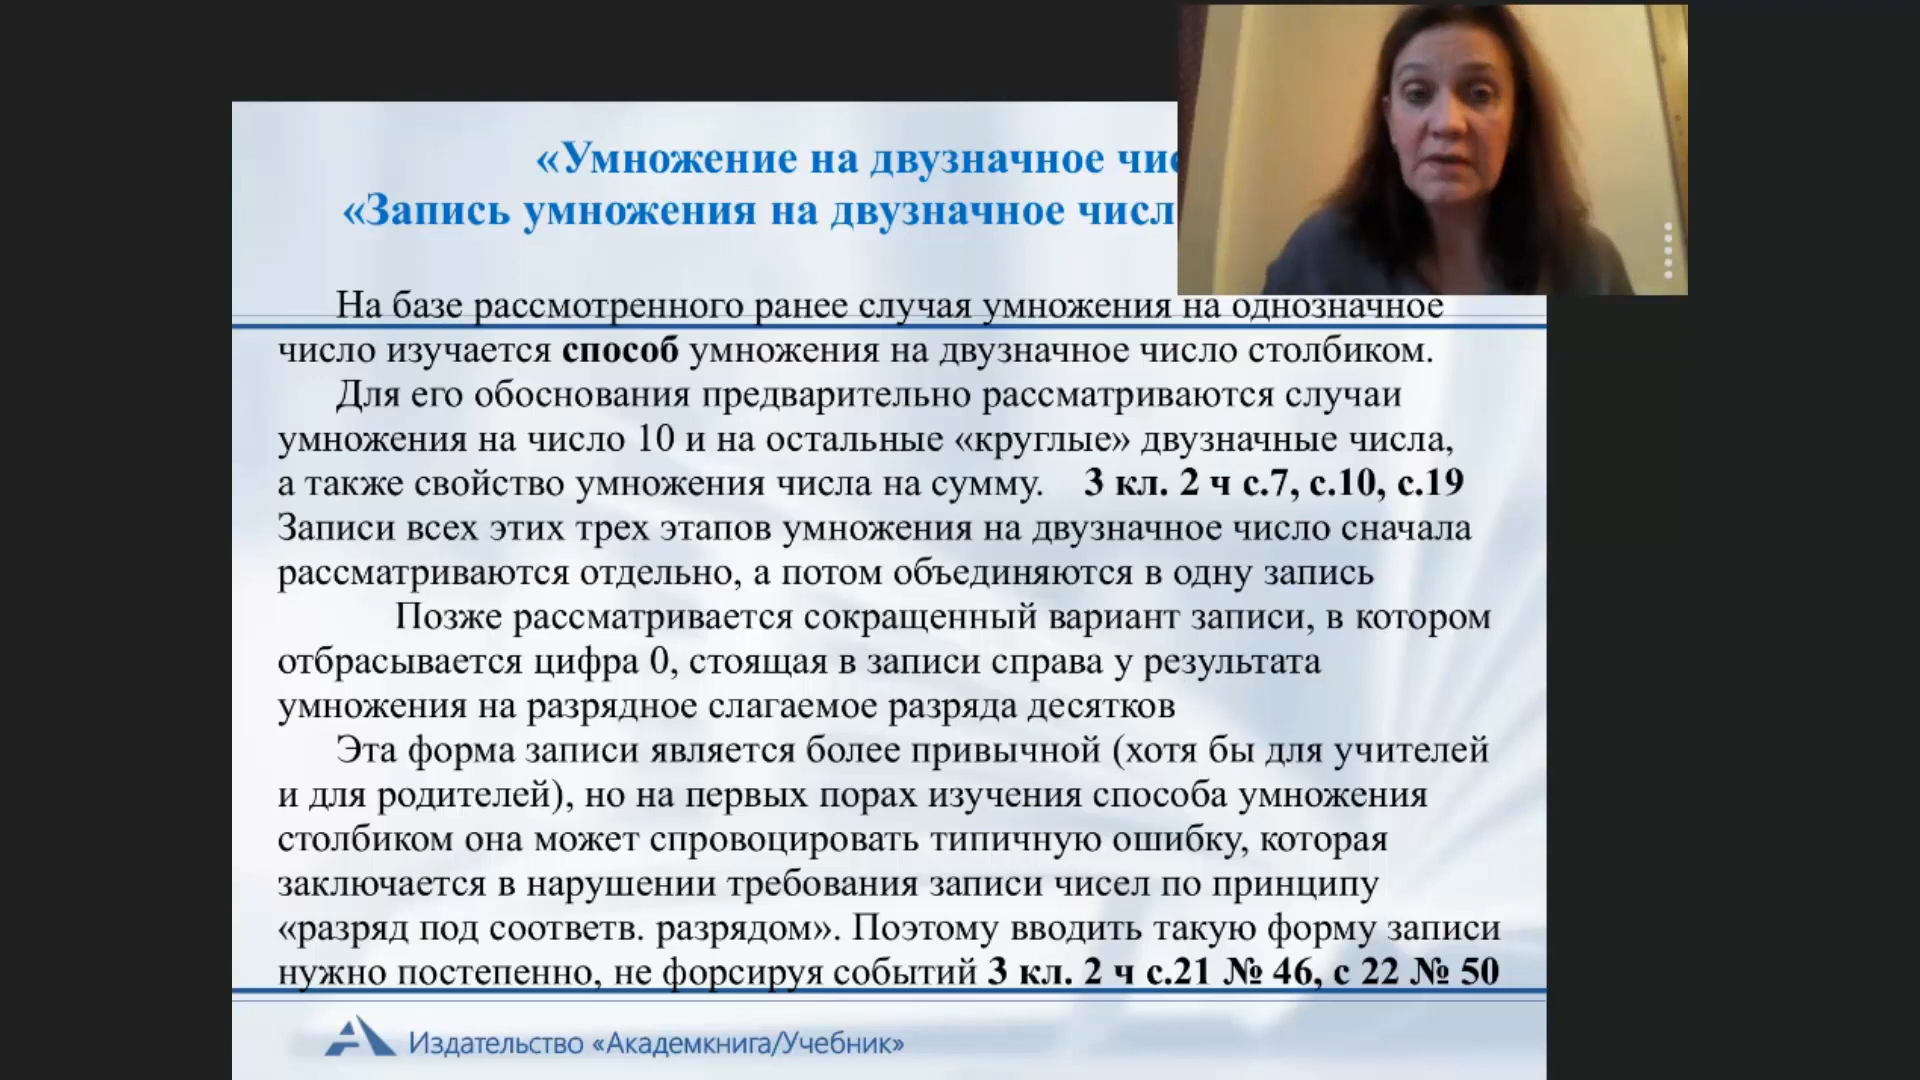 «Умножение на двузначное
«Запись умножения на двузначное
На базе рассмотренного ранее случая умножения на однозначное
число изучается способ умножения на двузначное число столбиком.
Для его обоснования предварительно рассматриваются случаи
умножения на число 10 и на остальные «круглые» двузначные числа,
а также свойство умножения числа на сумму. 3 кл. 2 ч с.7, с.10, с.19
Записи всех этих трех этапов умножения на двузначное число сначала
рассматриваются отдельно, а потом объединяются в одну запись
Позже рассматривается сокращенный вариант записи, в котором
отбрасывается цифра 0, стоящая в записи справа у результата
умножения на разрядное слагаемое разряда десятков
Эта форма записи является более привычной (хотя бы для учителей
и для родителей), но на первых порах изучения способа умножения
столбиком она может спровоцировать типичную ошибку, которая
заключается в нарушении требования записи чисел по принципу
«разряд под соответв. разрядом». Поэтому вводить такую форму записи
нужно постепенно, не форсируя событий 3 кл. 2 ч с.21 № 46, с 22 № 50
Издательство «Академкнига/Учебник»